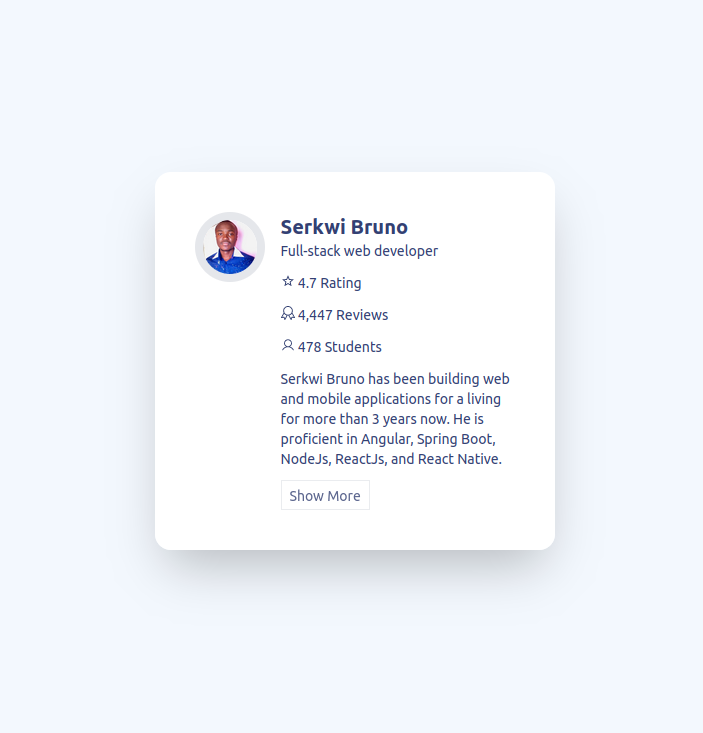 Serkwi Bruno
Full-stack web developer
4.7 Rating
4,447 Reviews
478 Students
Serkwi Bruno has been building web
and mobile applications for a living
for more than 3 years now. He is
proficient in Angular, Spring Boot,
NodeJs, ReactJs, and React Native.
Show More